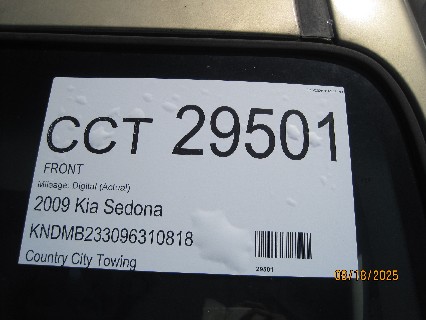 CCT 29501
FRONT
Mileage: Digital (Actual)
2009 Kia Sedona
KNDMB233096310818
Country City Towing
29501
09/18/2025